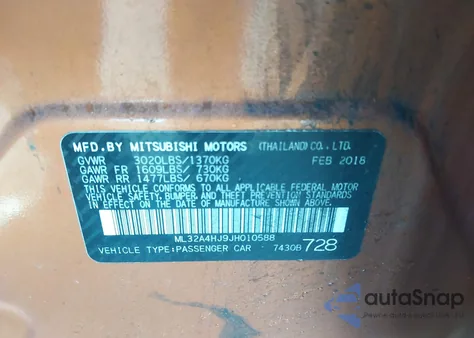 MFD.BY MITSUBISHI MOTORS (THAILAND)CO., LTD.
GVWR 3020LBS/1370KG FEB 2018
GAWR FR 1609LBS/ 730KG
GAWR RR 1477LBS/ 670KG
THIS VEHICLE CONFORMS TO ALL APPLICABLE FEDERAL MOTOR
VEHICLE SAFETY, BUMPER AND THEFT PREVENTION STANDARDS
IN EFFECT ON THE DATE OF MANUFACTURE SHOWN ABOVE.
ML32A4HJ9JH010588
VEHICLE TYPE:PASSENGER CAR 7430B 728
autoSnap